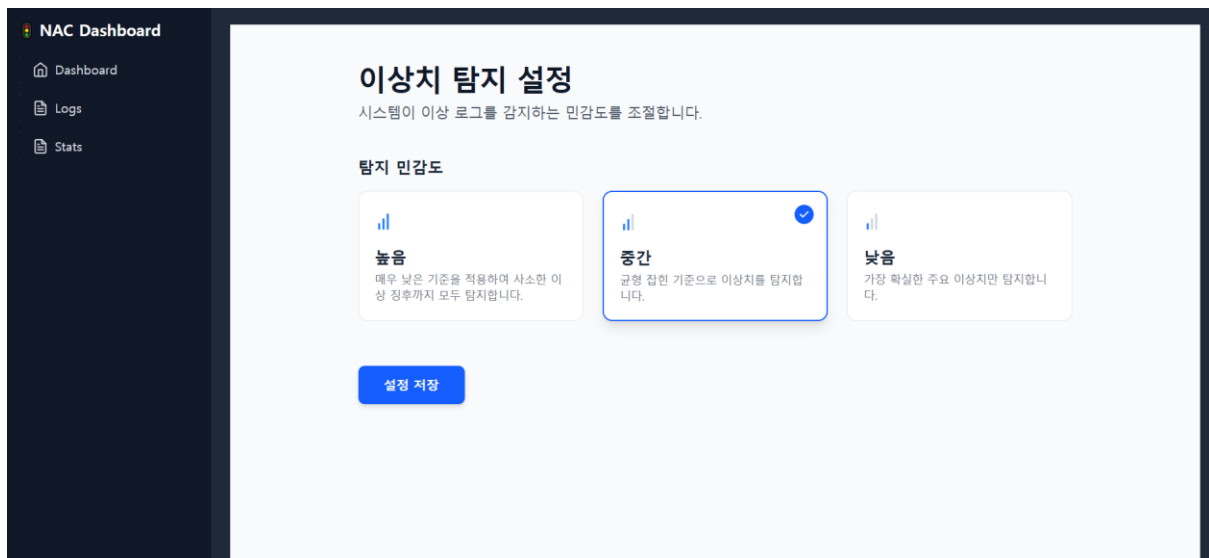 NAC Dashboard
Dashboard
Logs
Stats
이상치 탐지 설정
시스템이 이상 로그를 감지하는 민감도를 조절합니다.
탐지 민감도
높음
매우 낮은 기준을 적용하여 사소한 이
상 징후까지 모두 탐지합니다.
중간
균형 잡힌 기준으로 이상치를 탐지합
니다.
낮음
가장 확실한 주요 이상치만 탐지합니
다.
설정 저장